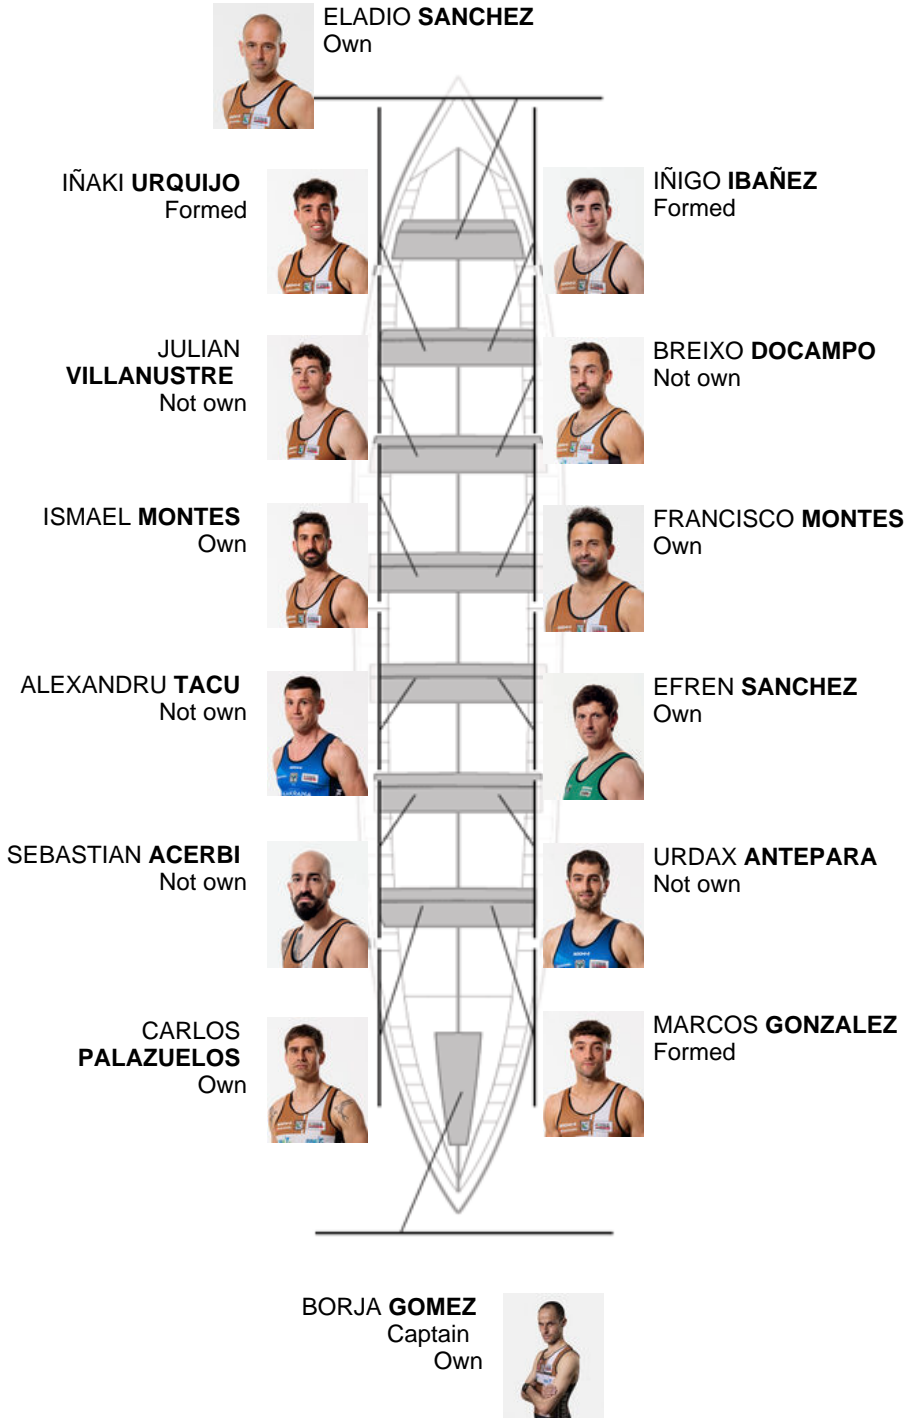 ELADIO SANCHEZ
Own
IÑAKI URQUIJO
Formed
IÑIGO IBAÑEZ
Formed
JULIAN
VILLANUSTRE
Not own
BREIXO DOCAMPO
Not own
ISMAEL MONTES
Own
FRANCISCO MONTES
Own
ALEXANDRU TACU
Not own
EFREN SANCHEZ
Own
SEBASTIAN ACERBI
Not own
URDAX ANTEPARA
Not own
CARLOS
PALAZUELOS
Own
MARCOS GONZALEZ
Formed
BORJA GOMEZ
Captain
Own